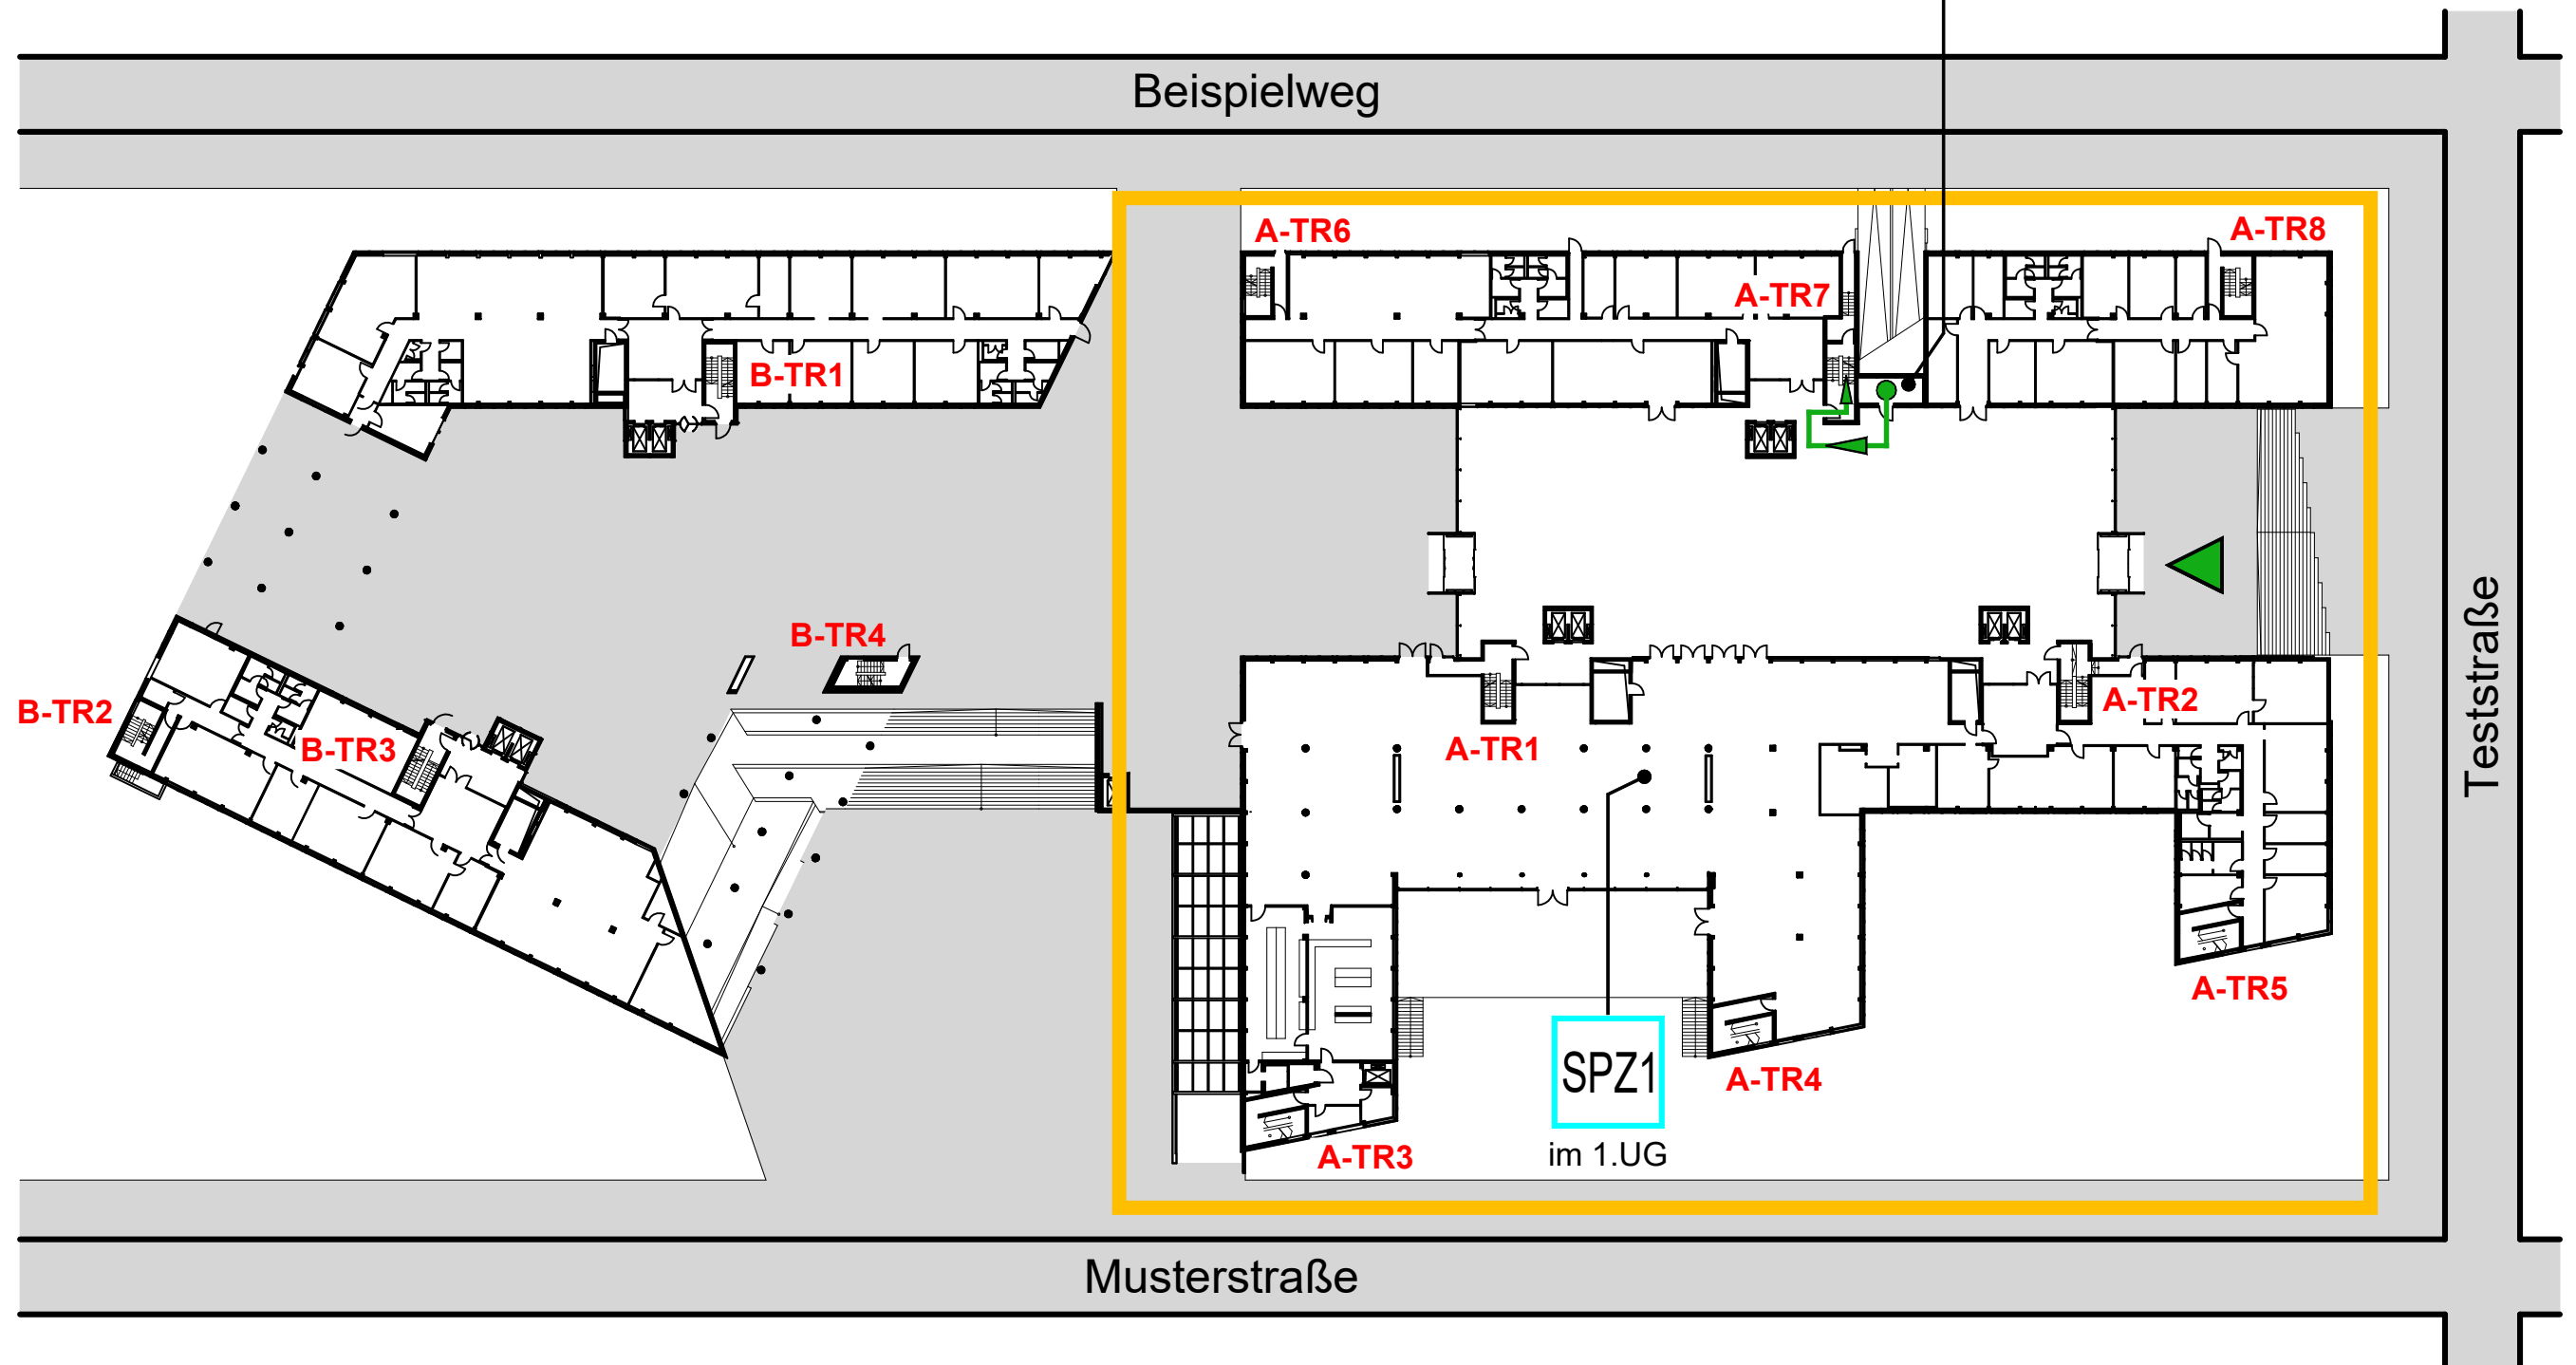 Beispielweg
A-TR6
A-TR8
A-TR7
B-TR1
B-TR4
Teststraße
B-TR2
B-TR3
A-TR1
A-TR2
A-TR5
SPZ1
A-TR4
im 1.UG
A-TR3
Musterstraße